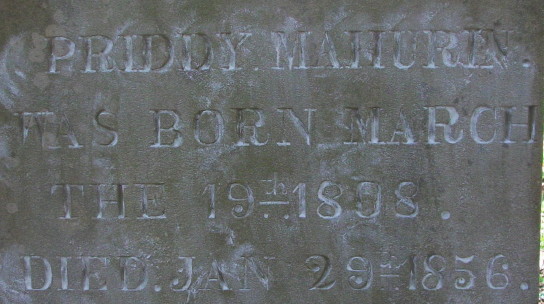 PRIDDY MAHURIN.
WAS BORN MARCH
THE 19th 1898.
DIED. JAN 29th 1856.